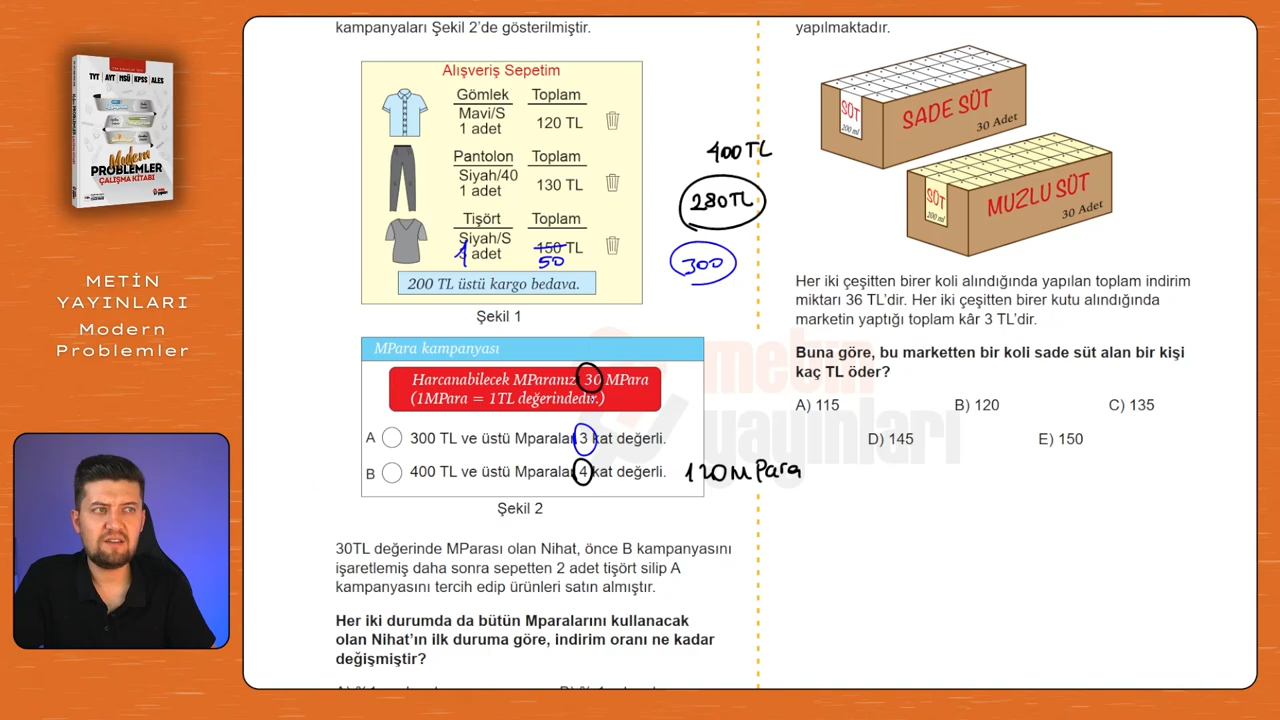 TYT | AYT | MSÜ | KPSS | ALES
Modern
PROBLEMLER
ÇALIŞMA KİTABI
METİN
YAYINLARI
Modern
Problemler
kampanyaları Şekil 2'de gösterilmiştir.
Alışveriş Sepetim
Gömlek Toplam
Mavi/S
1 adet 120 TL
Pantolon Toplam
Siyah/40
1 adet 130 TL
Tişört Toplam
Siyah/S
1 adet 150 TL
50
200 TL üstü kargo bedava.
Şekil 1
400TL
280TL
300
MPara kampanyası
Harcanabilecek MParanız 30 MPara
(1MPara = 1TL değerindedir.)
A 300 TL ve üstü Mparalar 3 kat değerli.
B 400 TL ve üstü Mparalar 4 kat değerli.
120MPara
Şekil 2
30TL değerinde MParası olan Nihat, önce B kampanyasını
işaretlemiş daha sonra sepetten 2 adet tişört silip A
kampanyasını tercih edip ürünleri satın almıştır.
Her iki durumda da bütün Mparalarını kullanacak
olan Nihat'ın ilk duruma göre, indirim oranı ne kadar
değişmiştir?
yapılmaktadır.
SÜT
200 ml
SADE SÜT
30 Adet
SÜT
200 ml
MUZLU SÜT
30 Adet
Her iki çeşitten birer koli alındığında yapılan toplam indirim
miktarı 36 TL'dir. Her iki çeşitten birer kutu alındığında
marketin yaptığı toplam kâr 3 TL'dir.
Buna göre, bu marketten bir koli sade süt alan bir kişi
kaç TL öder?
A) 115 B) 120 C) 135
D) 145 E) 150
metin
yayınları